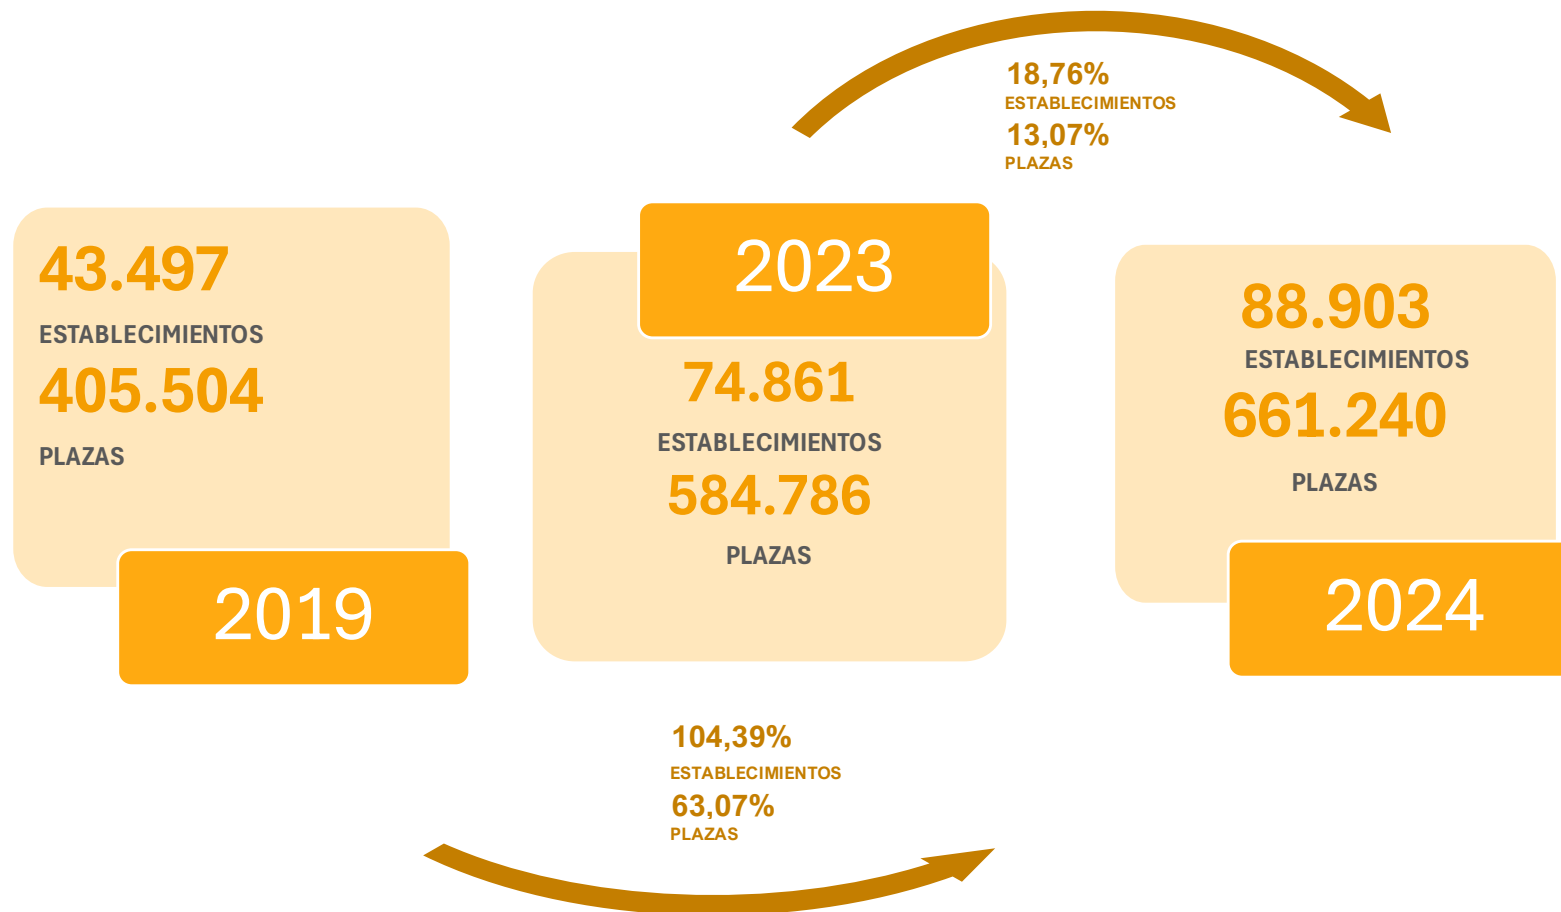 18,76%
ESTABLECIMIENTOS
13,07%
PLAZAS
43.497
ESTABLECIMIENTOS
405.504
PLAZAS
2019
2023
74.861
ESTABLECIMIENTOS
584.786
PLAZAS
88.903
ESTABLECIMIENTOS
661.240
PLAZAS
2024
104,39%
ESTABLECIMIENTOS
63,07%
PLAZAS